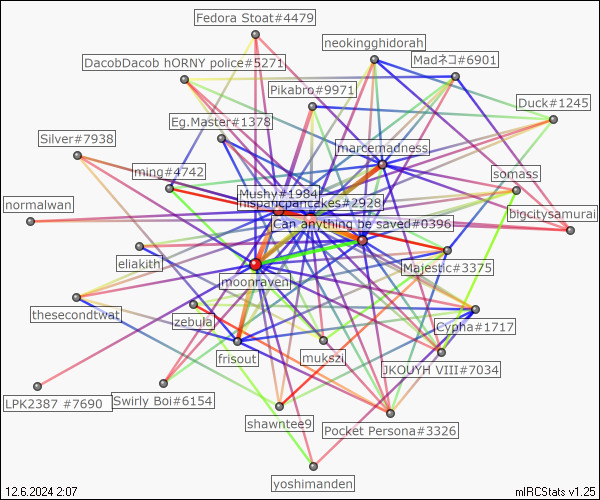 Fedora Stoat#4479
neokingghidorah
DacobDacob hORNY police#5271
Madネコ#6901
Pikabro#9971
Duck#1245
Eg.Master#1378
Silver#7938
marcemadness
ming#4742
somass
Mushy#1984
hispancpancakes#2928
normalwan
bigcitysamurai
Can anything be saved#0396
eliakith
Majestic#3375
moonraven
thesecondtwat
zebula
Cypha#1717
frisout
mukszi
JKOUYH VIII#7034
LPK2387 #7690
Swirly Boi#6154
shawntee9
Pocket Persona#3326
yoshimanden
12.6.2024 2:07
mIRCStats v1.25